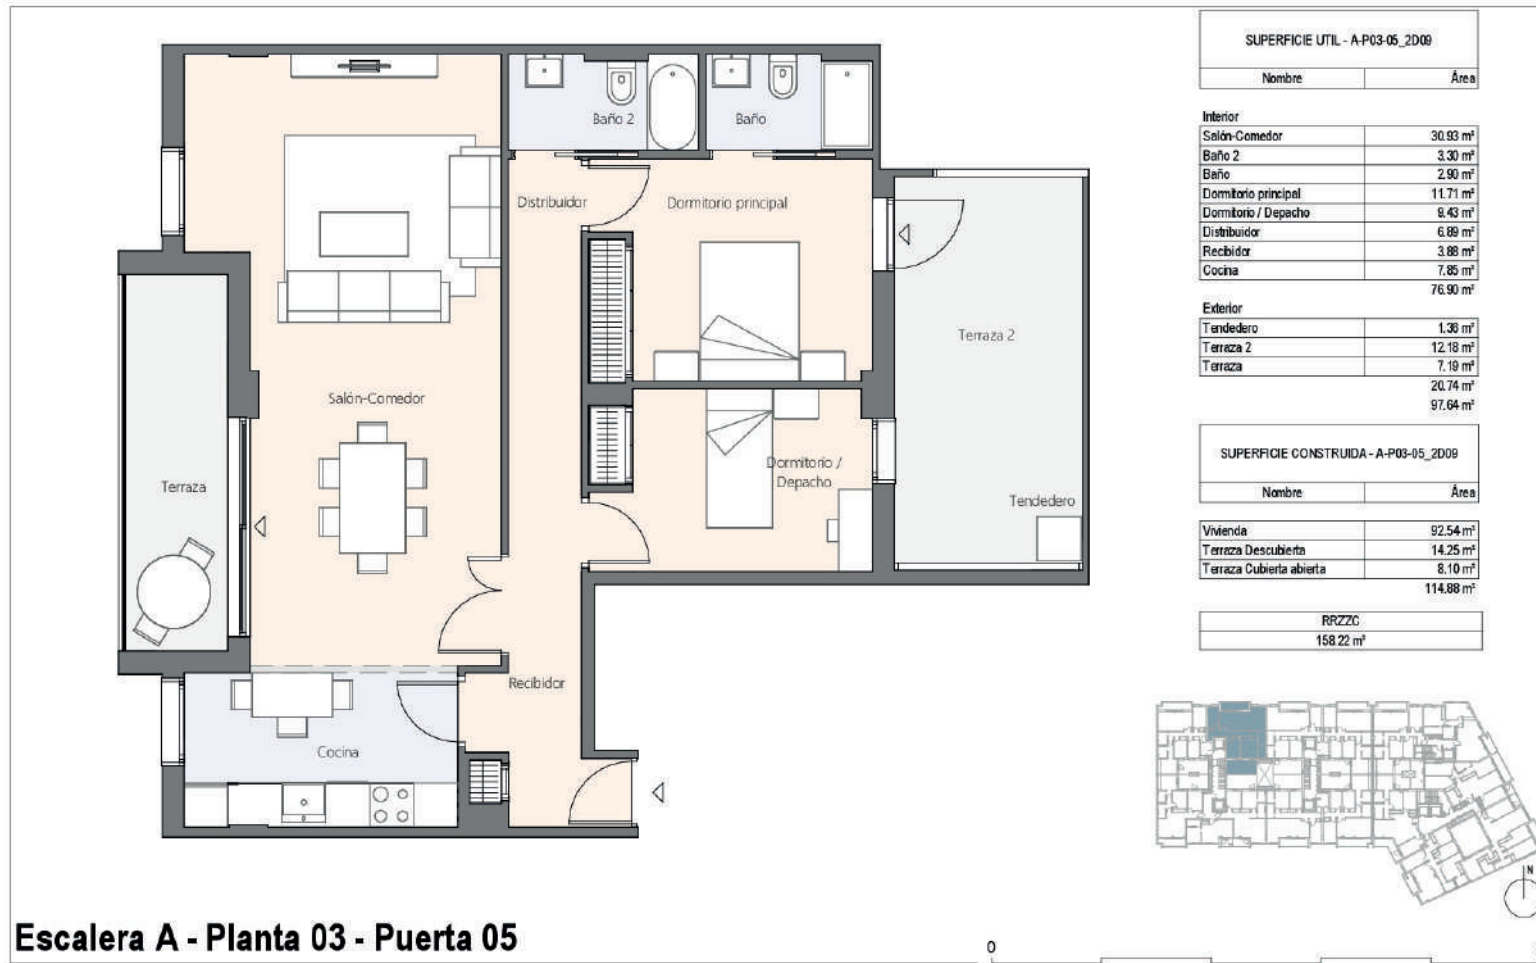 SUPERFICIE UTIL - A-P03-05_2D09
Nombre Área
Interior
Salón-Comedor 30.93 m²
Baño 2 3.30 m²
Baño 2.90 m²
Dormitorio principal 11.71 m²
Dormitorio / Depacho 9.43 m²
Distribuidor 6.89 m²
Recibidor 3.88 m²
Cocina 7.85 m²
76.90 m²
Exterior
Tendedero 1.36 m²
Terraza 2 12.18 m²
Terraza 7.19 m²
20.74 m²
97.64 m²
SUPERFICIE CONSTRUIDA - A-P03-05_2D09
Nombre Área
Vivienda 92.54 m²
Terraza Descubierta 14.25 m²
Terraza Cubierta abierta 8.10 m²
114.88 m²
RRZZC
158.22 m²
Baño 2
Baño
Distribuidor
Dormitorio principal
Terraza 2
Salón-Comedor
Dormitorio /
Depacho
Terraza
Tendedero
Recibidor
Cocina
N
Escalera A - Planta 03 - Puerta 05
0